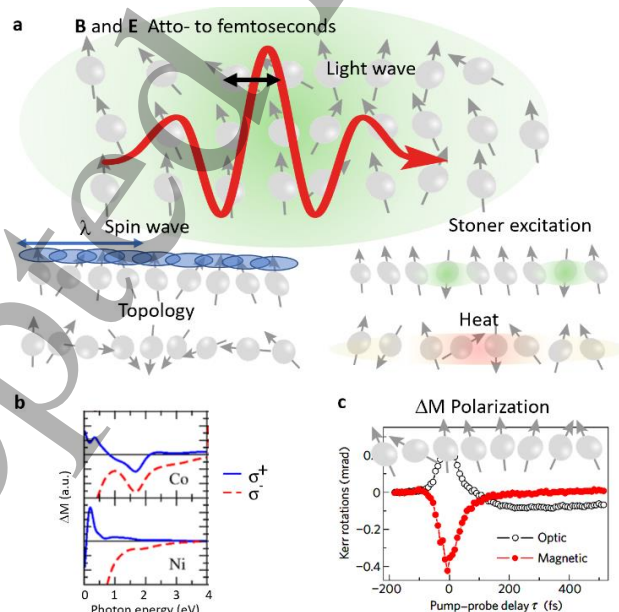 a B and E Atto- to femtoseconds
Light wave
λ Spin wave
Stoner excitation
Topology
Heat
b
ΔM (a.u.)
Co
Ni
σ+
σ-
0 1 2 3 4
Photon energy (eV)
c ΔM Polarization
Kerr rotations (mrad)
0
−0.2
−0.4
Optic
Magnetic
−200 0 200 400
Pump–probe delay τ (fs)